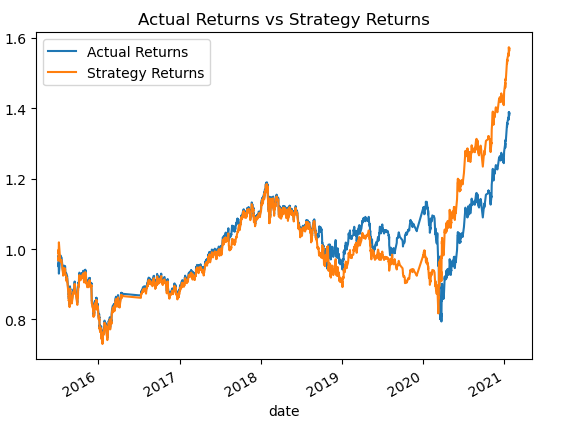 Actual Returns vs Strategy Returns
Actual Returns
Strategy Returns
1.6
1.4
1.2
1.0
0.8
2016
2017
2018
2019
2020
2021
date